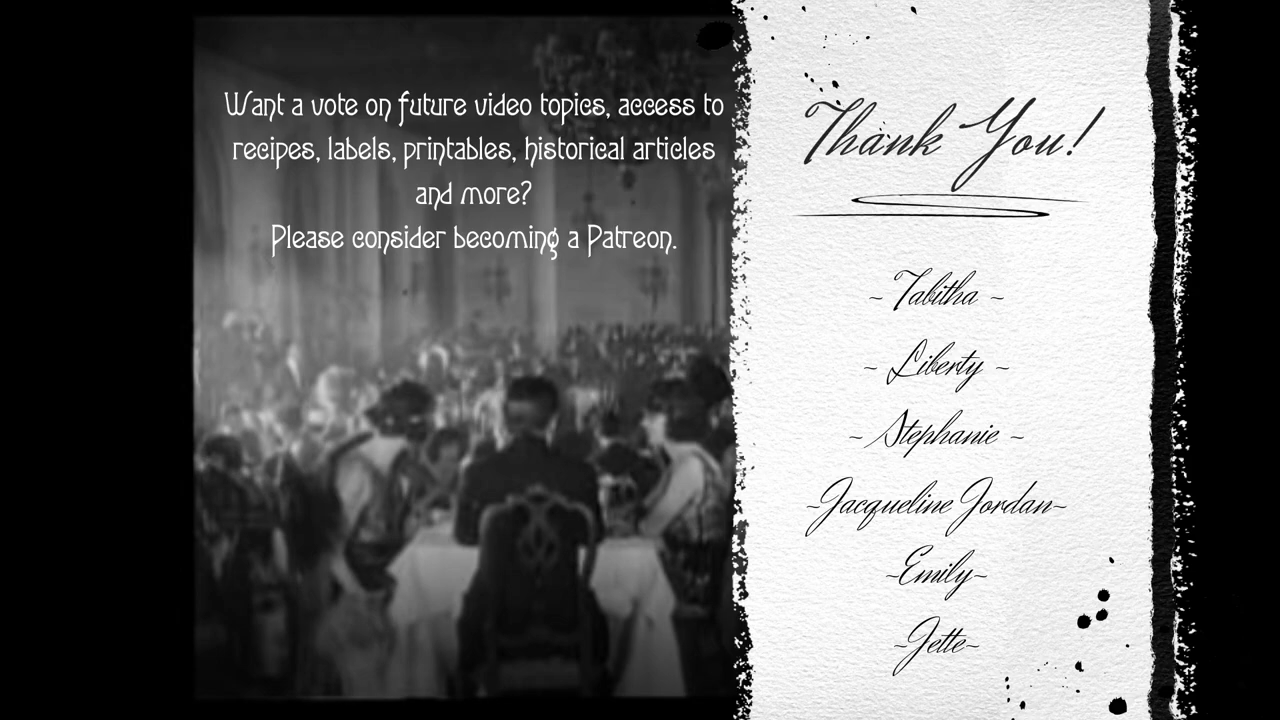 Want a vote on future video topics, access to
recipes, labels, printables, historical articles
and more?
Please consider becoming a Patreon.
Thank You!
~ Tabitha ~
~ Liberty ~
~ Stephanie ~
~Jacqueline Jordan~
~Emily~
~Jette~